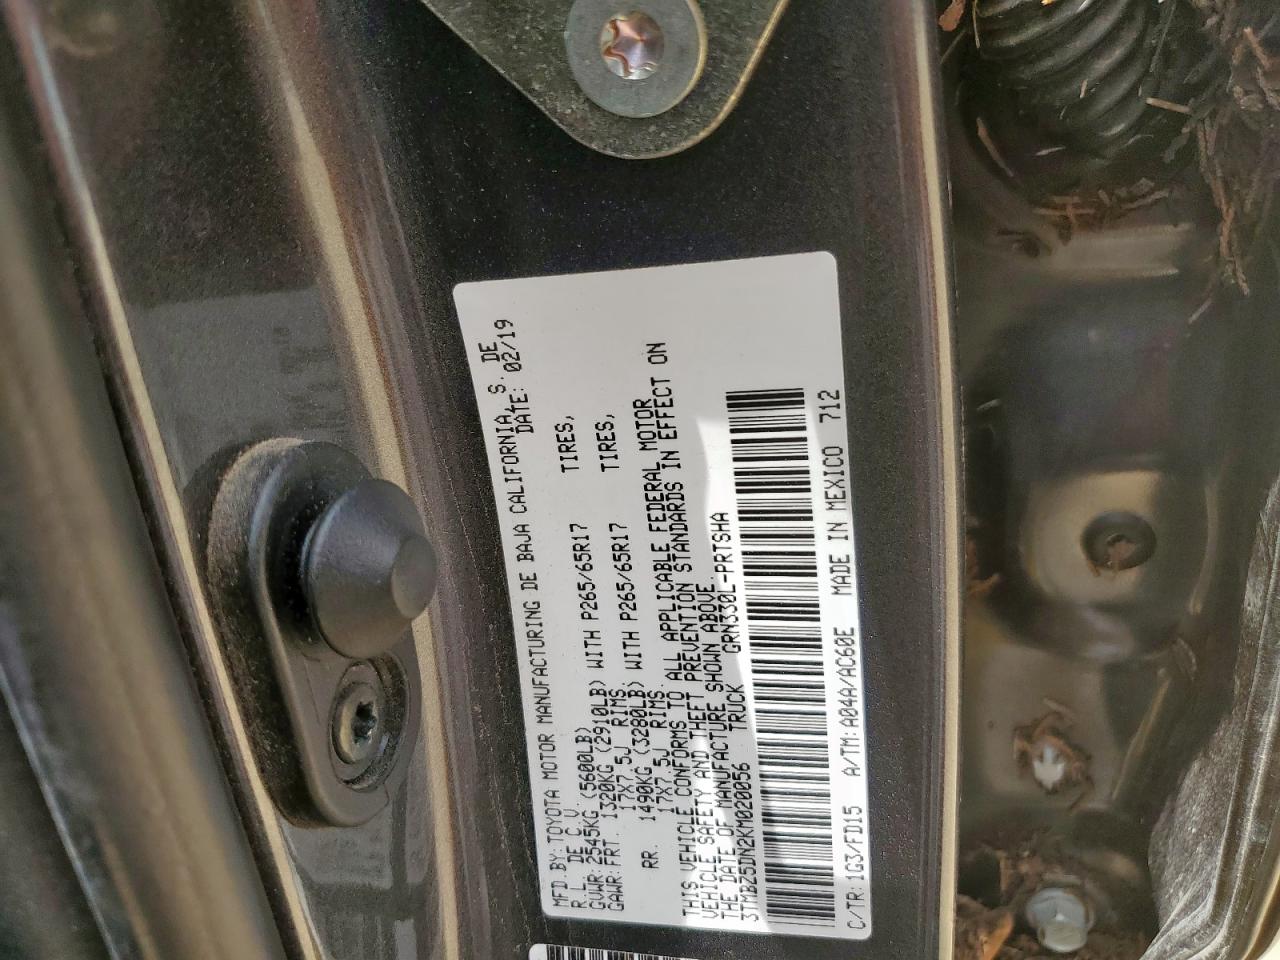 MFD BY: TOYOTA MOTOR MANUFACTURING DE BAJA CALIFORNIA, S. DE
R.L. DE C.V. DATE: 02/19
GVWR: 2545KG (5600LB)
GAWR: FRT. 1320KG (2910LB) WITH P265/65R17 TIRES,
17X7.5J RIMS,
RR. 1490KG (3280LB) WITH P265/65R17 TIRES,
17X7.5J RIMS.
THIS VEHICLE CONFORMS TO ALL APPLICABLE FEDERAL MOTOR
VEHICLE SAFETY AND THEFT PREVENTION STANDARDS IN EFFECT ON
THE DATE OF MANUFACTURE SHOWN ABOVE.
3TMBZ5DN2KM020056 TRUCK GRN330L-PRTSHA
C/TR: 1G3/FD15 A/TM: A04A/AC60E MADE IN MEXICO 712